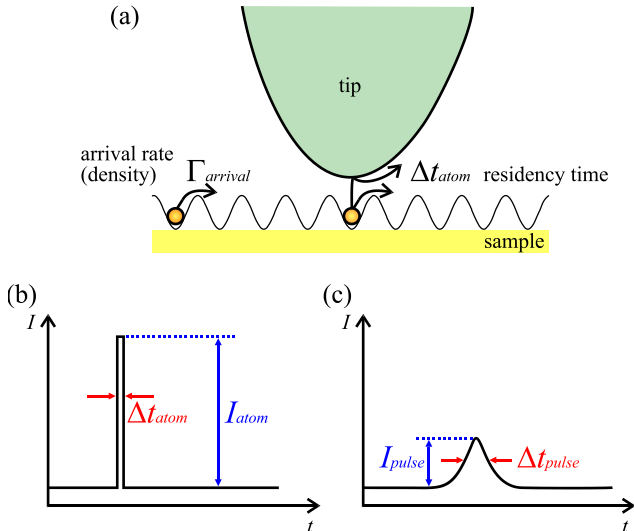 (a)
tip
arrival rate
(density)
Γarrival
Δtatom residency time
sample
(b)
I
Δtatom
Iatom
t
(c)
I
Ipulse
Δtpulse
t